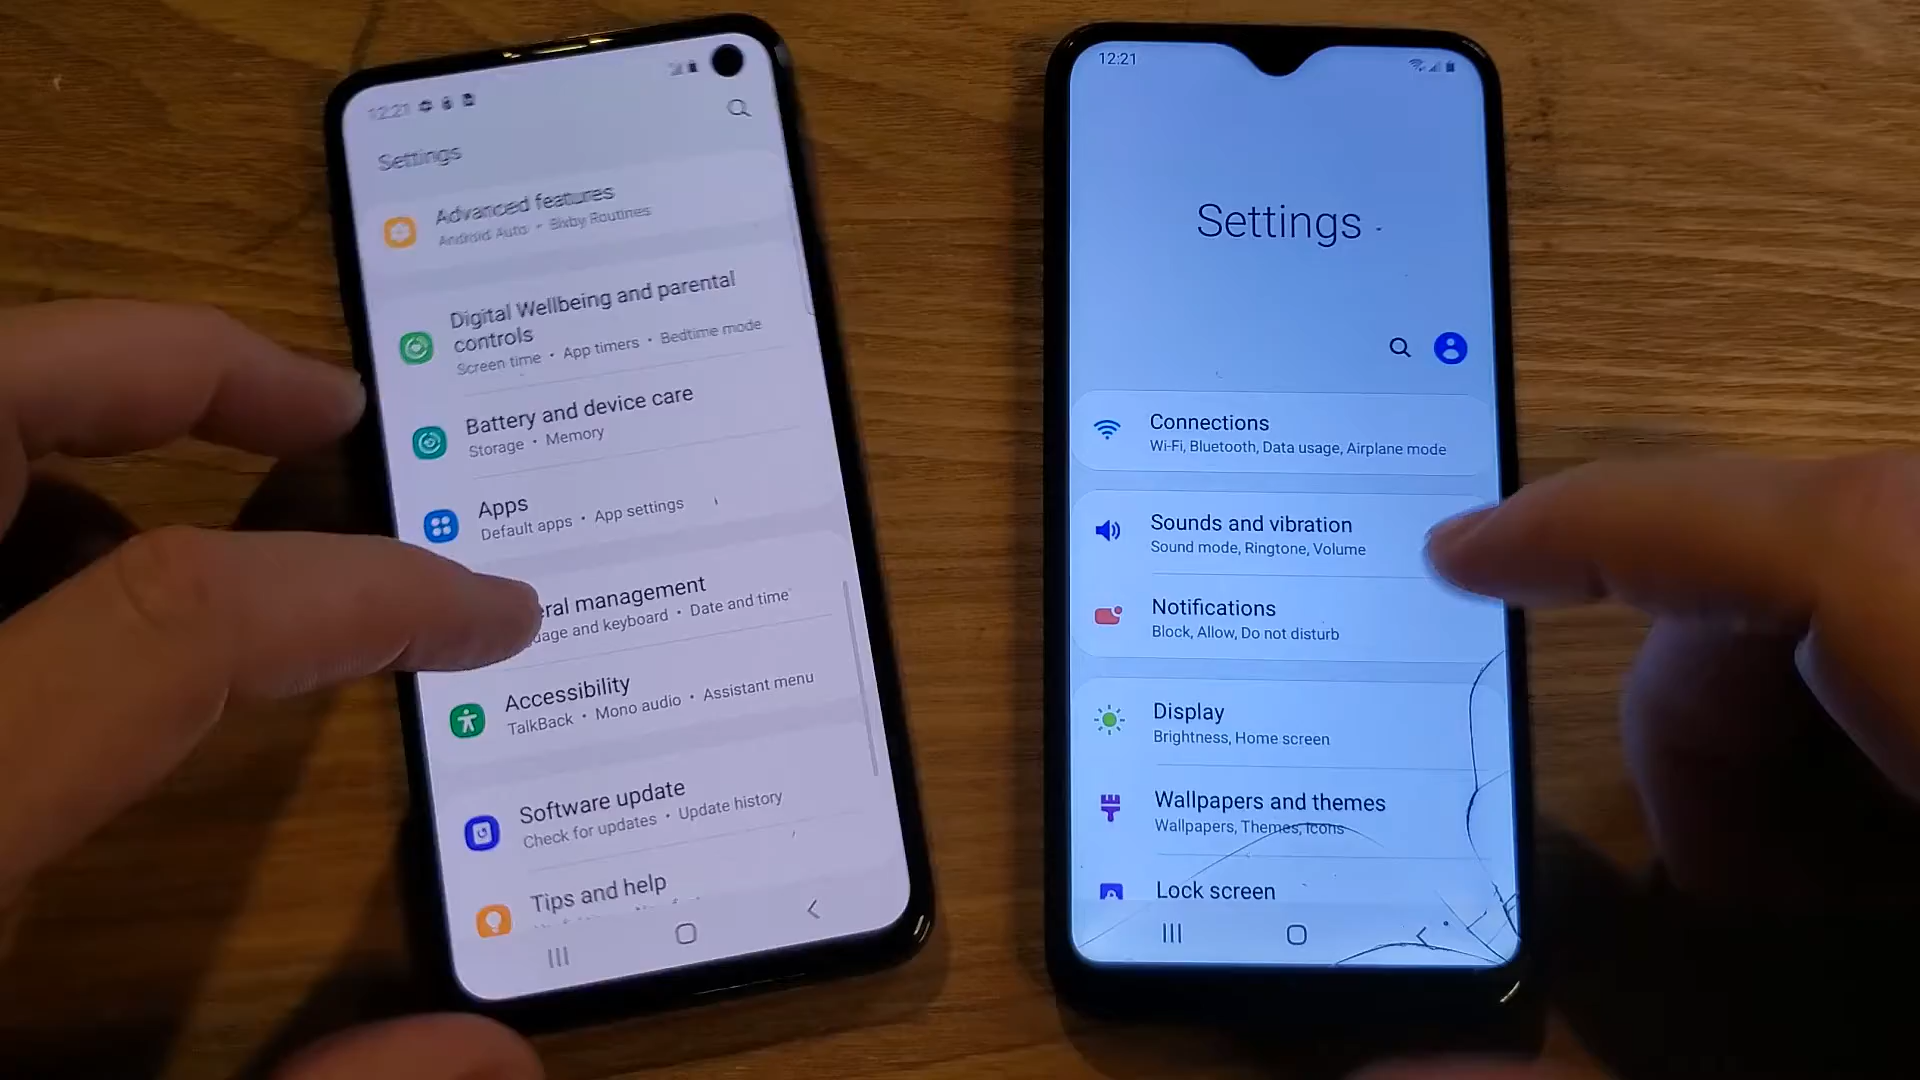 12:21
Settings
Advanced features
Android Auto • Bixby Routines
Digital Wellbeing and parental
controls
Screen time • App timers • Bedtime mode
Battery and device care
Storage • Memory
Apps
Default apps • App settings
eral management
uage and keyboard • Date and time
Accessibility
TalkBack • Mono audio • Assistant menu
Software update
Check for updates • Update history
Tips and help
12:21
Settings
Connections
Wi-Fi, Bluetooth, Data usage, Airplane mode
Sounds and vibration
Sound mode, Ringtone, Volume
Notifications
Block, Allow, Do not disturb
Display
Brightness, Home screen
Wallpapers and themes
Wallpapers, Themes, Icons
Lock screen